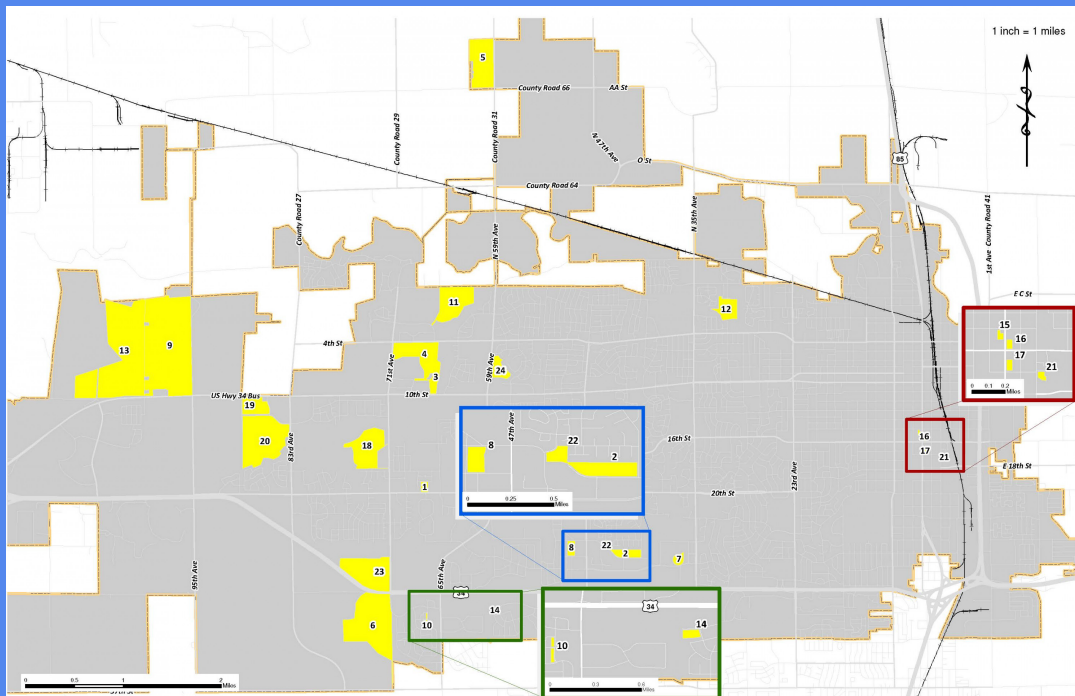 1 inch = 1 miles
5
County Road 66
AA St
County Road 29
County Road 31
N 47th Ave
O St
85
County Road 64
County Road 27
N 59th Ave
N 35th Ave
1st Ave County Road 41
E C St
11
12
13
9
4th St
71st Ave
4
3
59th Ave
24
10th St
US Hwy 34 Bus
15
16
17
21
0 0.1 0.2
Miles
19
20
83rd Ave
18
47th Ave
8
22
2
16th St
0 0.25 0.5
Miles
16
17
21
E 18th St
1
20th St
23rd Ave
8
22
2
7
95th Ave
23
65th Ave
34
6
10
14
34
10
14
0 0.3 0.6
Miles
0 0.5 1 2
Miles